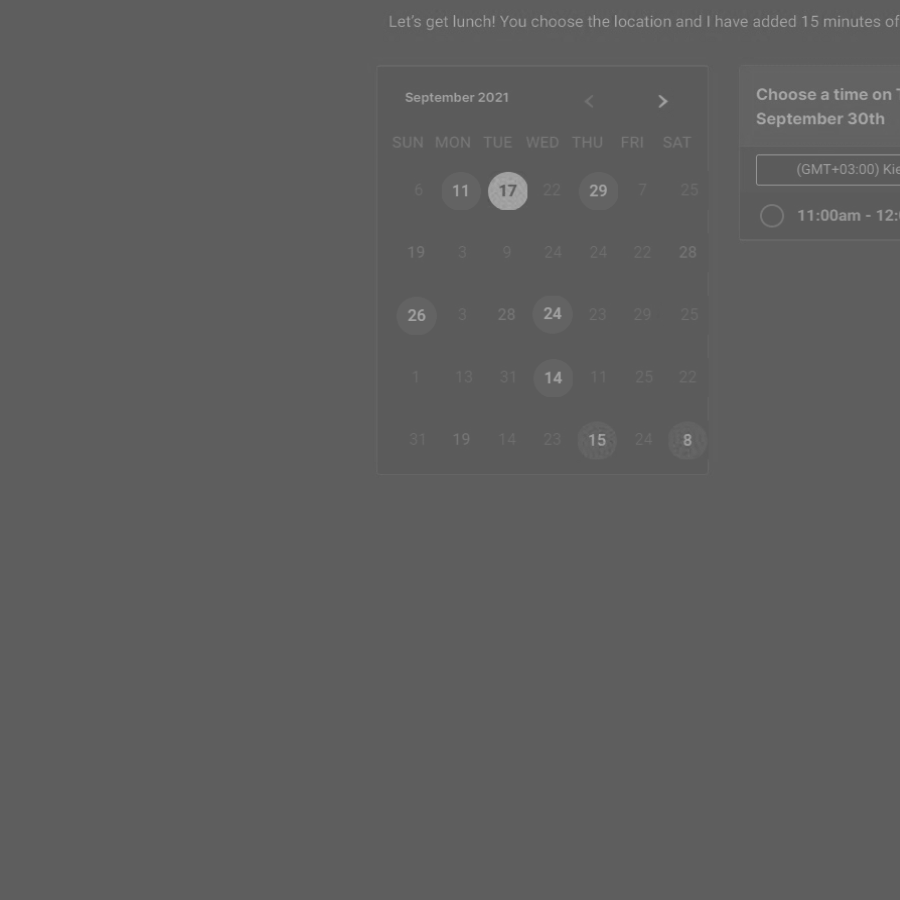 Let's get lunch! You choose the location and I have added 15 minutes of
September 2021
SUN MON TUE WED THU FRI SAT
6 11 17 22 29 7 25
19 3 9 24 24 22 28
26 3 28 24 23 29 25
1 13 31 14 11 25 22
31 19 14 23 15 24 8
Choose a time on
September 30th
(GMT+03:00)
11:00am -